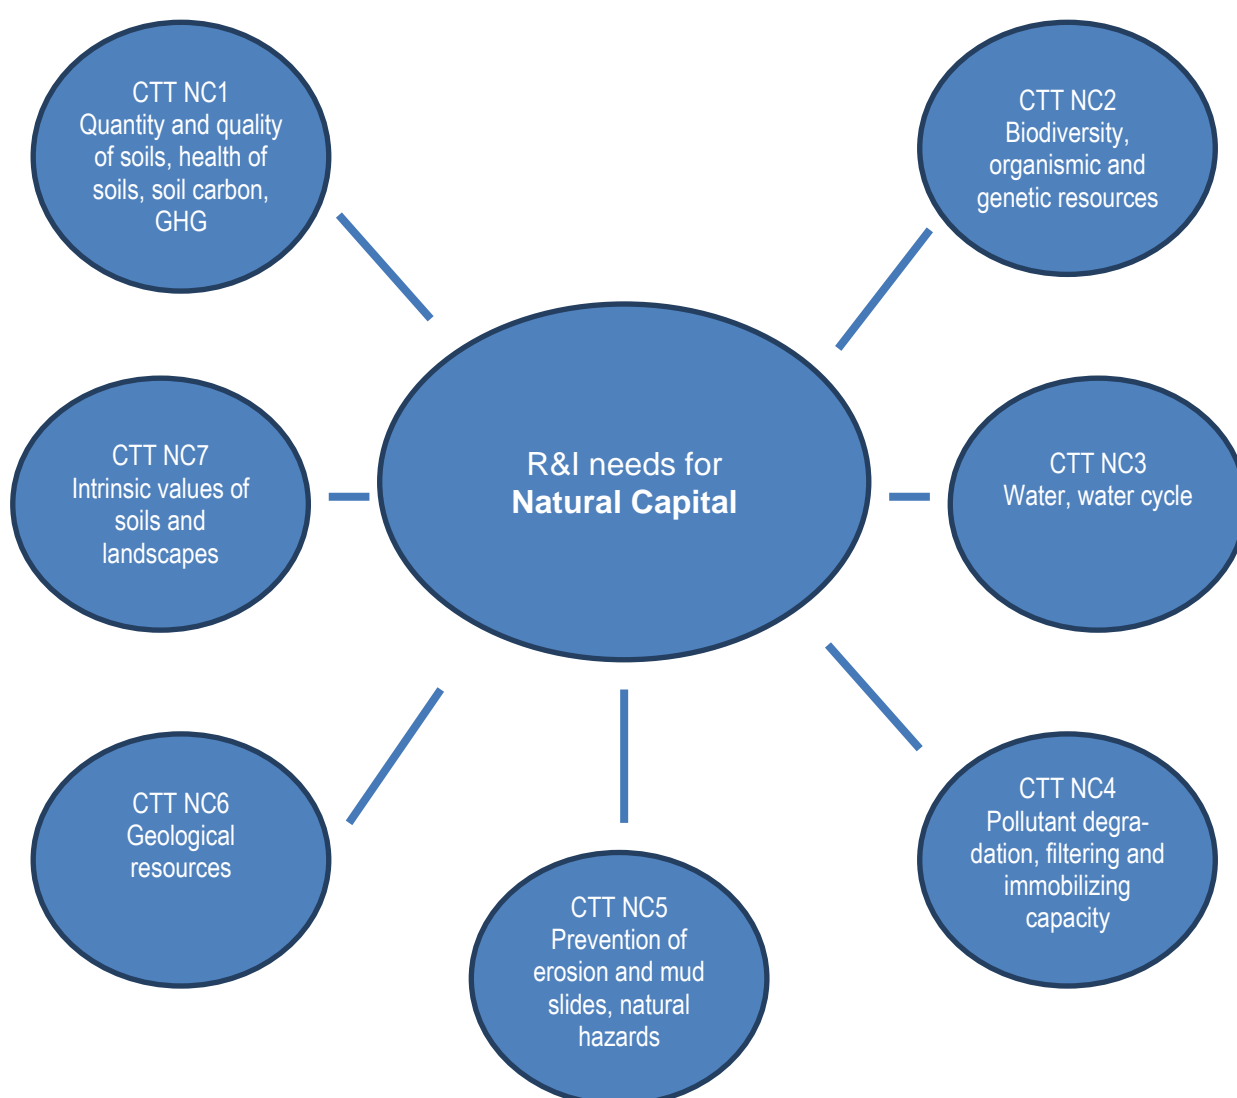 CTT NC1
Quantity and quality
of soils, health of
soils, soil carbon,
GHG
CTT NC2
Biodiversity,
organismic and
genetic resources
CTT NC7
Intrinsic values of
soils and
landscapes
R&I needs for
Natural Capital
CTT NC3
Water, water cycle
CTT NC6
Geological
resources
CTT NC5
Prevention of
erosion and mud
slides, natural
hazards
CTT NC4
Pollutant degra-
dation, filtering and
immobilizing
capacity